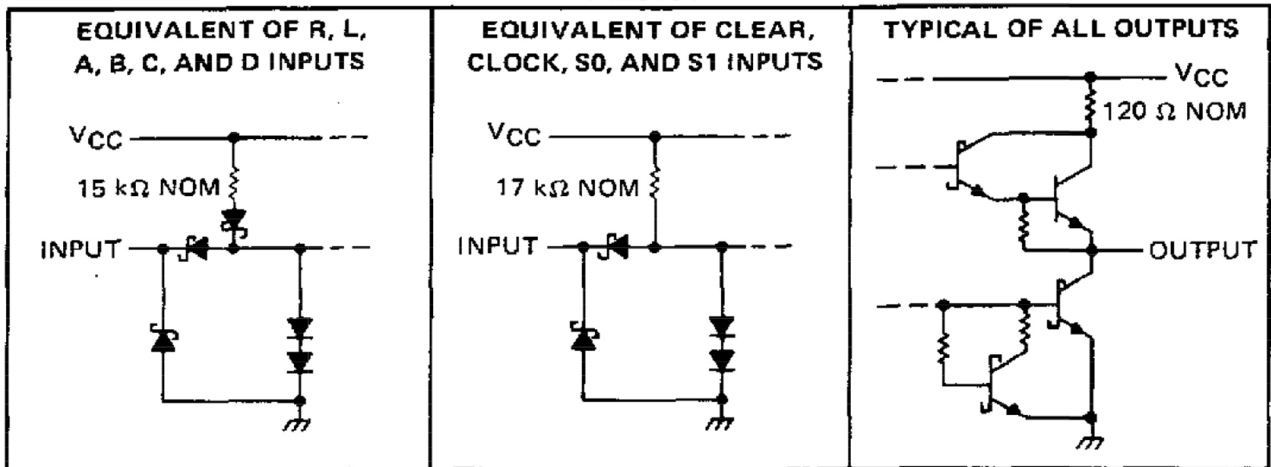 EQUIVALENT OF R, L,
A, B, C, AND D INPUTS
VCC
15 kΩ NOM
INPUT
EQUIVALENT OF CLEAR,
CLOCK, S0, AND S1 INPUTS
VCC
17 kΩ NOM
INPUT
TYPICAL OF ALL OUTPUTS
VCC
120 Ω NOM
OUTPUT